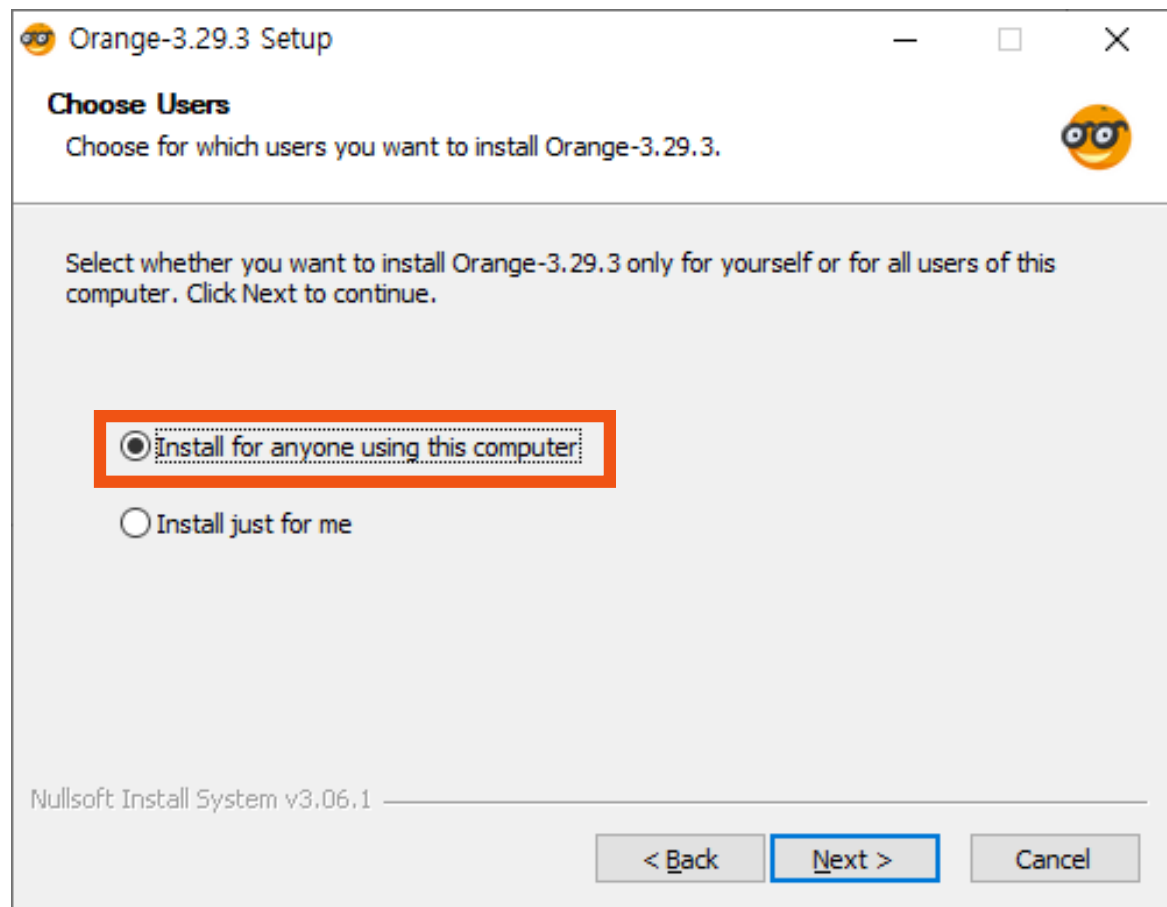 Orange-3.29.3 Setup
Choose Users
Choose for which users you want to install Orange-3.29.3.
Select whether you want to install Orange-3.29.3 only for yourself or for all users of this
computer. Click Next to continue.
Install for anyone using this computer
Install just for me
Nullsoft Install System v3.06.1
< Back
Next >
Cancel